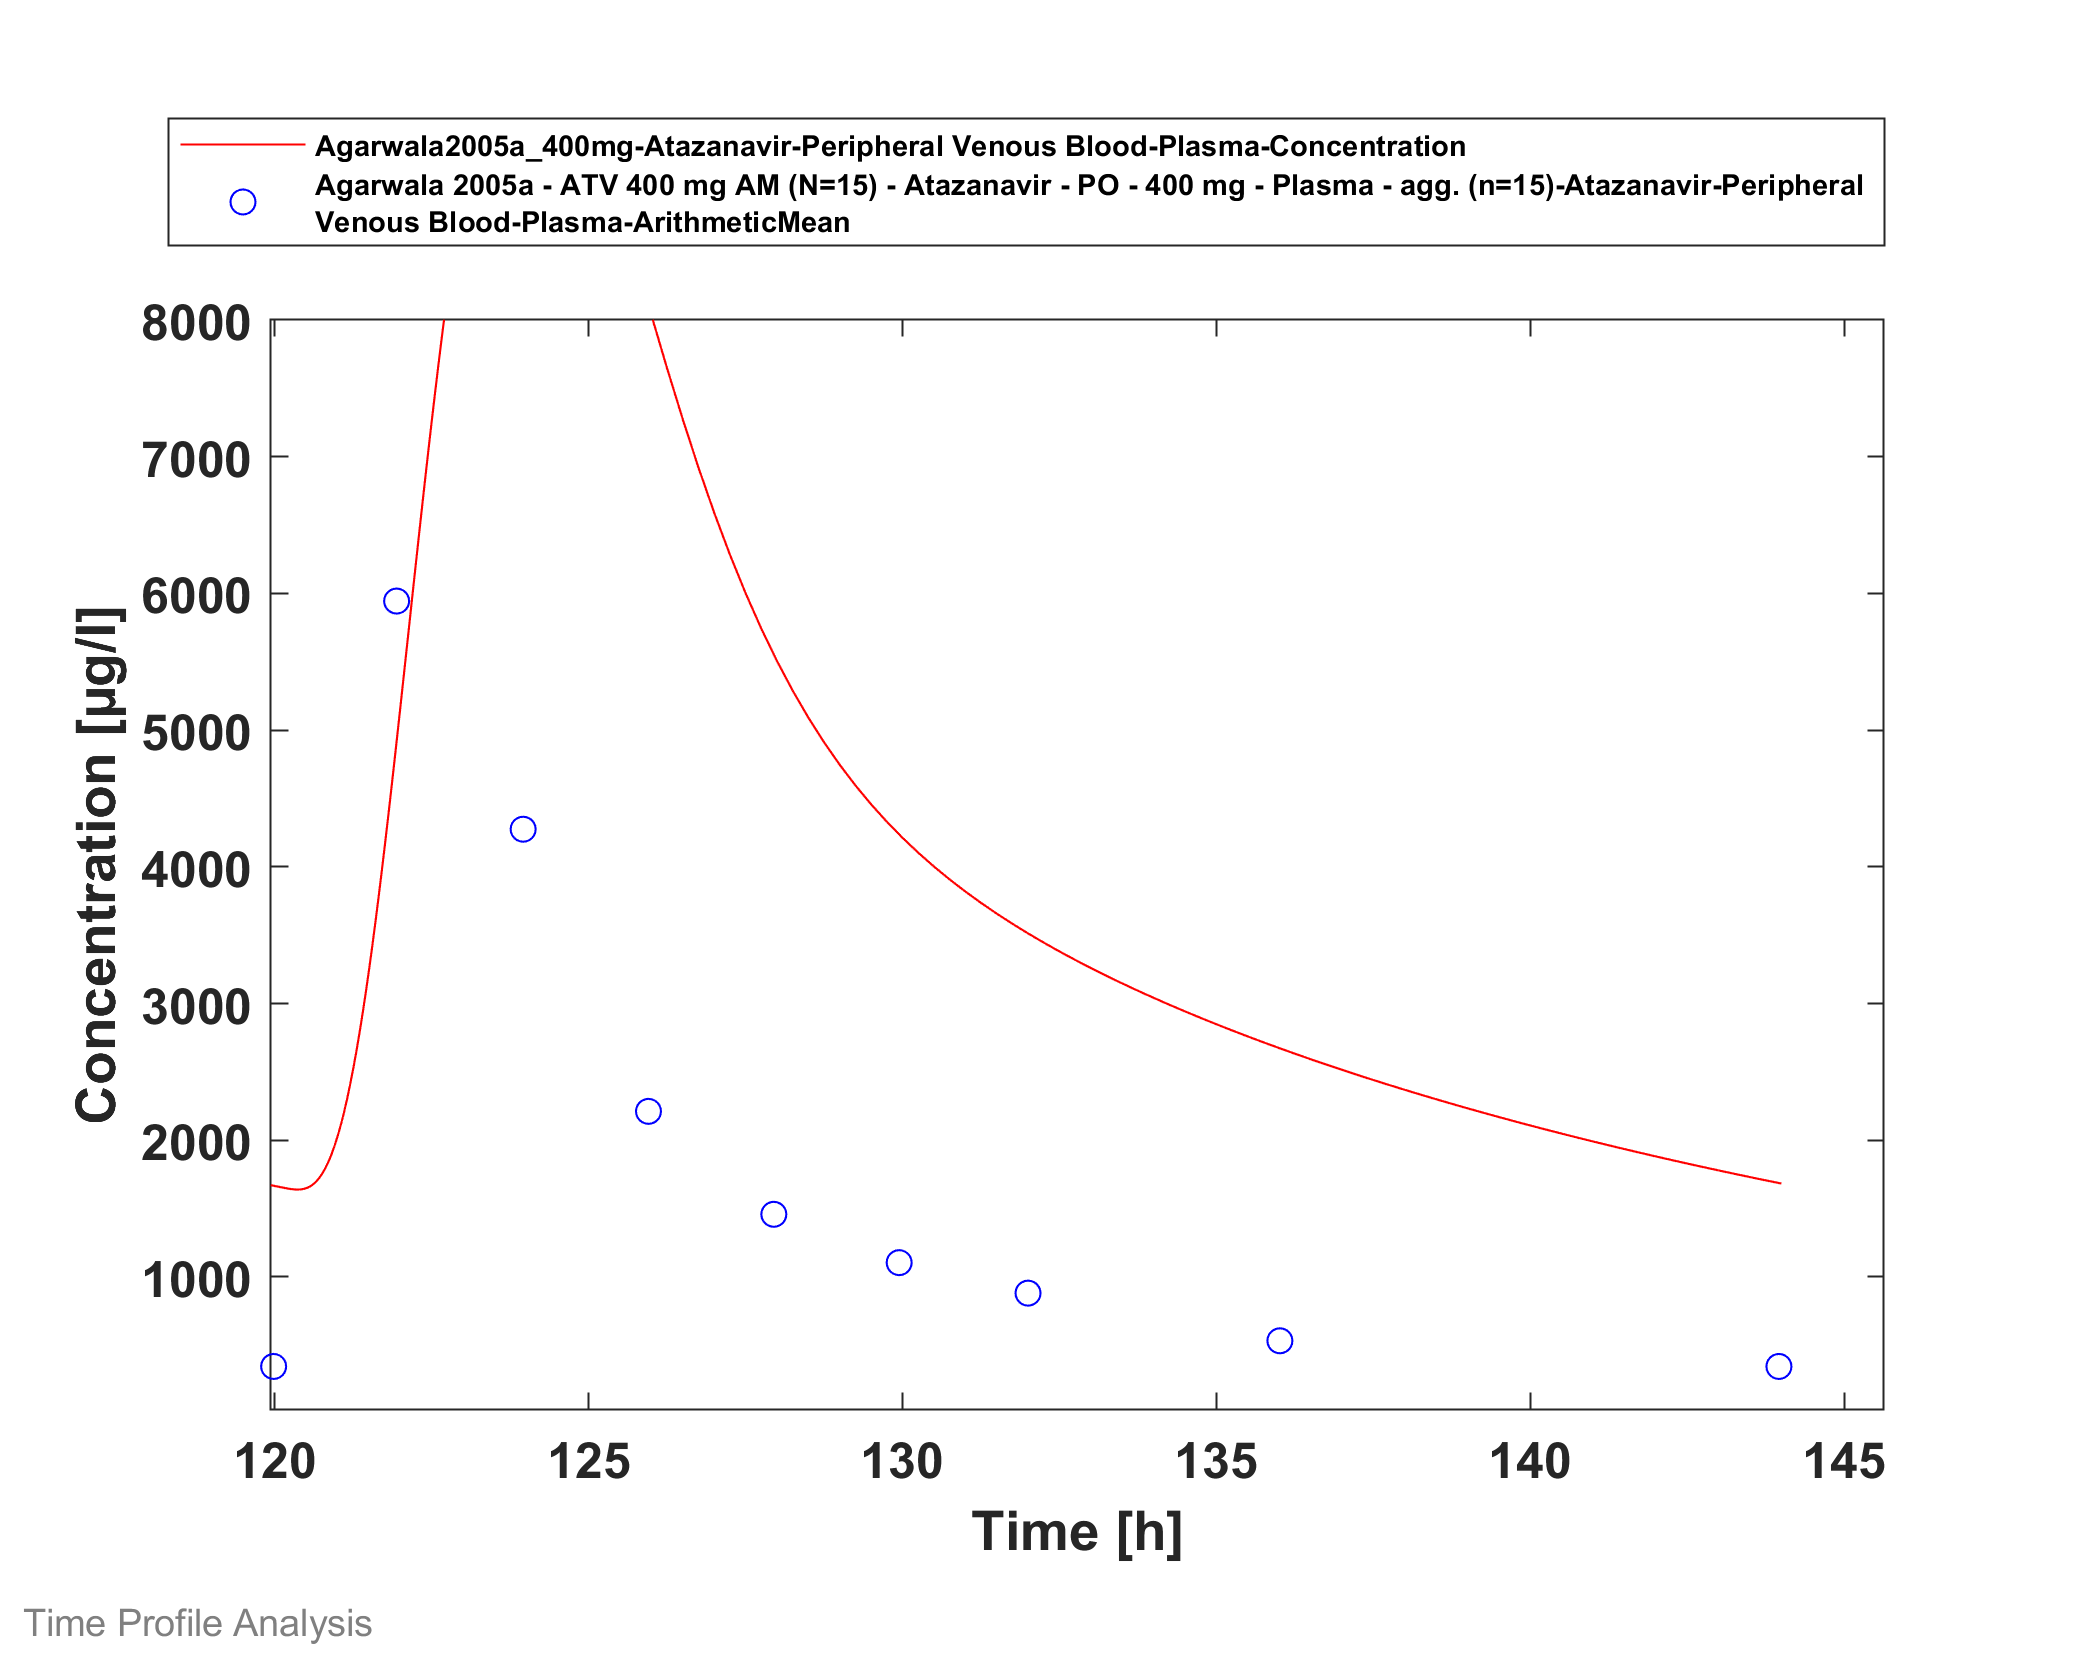 Agarwala2005a_400mg-Atazanavir-Peripheral Venous Blood-Plasma-Concentration
Agarwala 2005a - ATV 400 mg AM (N=15) - Atazanavir - PO - 400 mg - Plasma - agg. (n=15)-Atazanavir-Peripheral
Venous Blood-Plasma-ArithmeticMean
8000
7000
6000
5000
4000
3000
2000
1000
Concentration [µg/l]
120 125 130 135 140 145
Time [h]
Time Profile Analysis